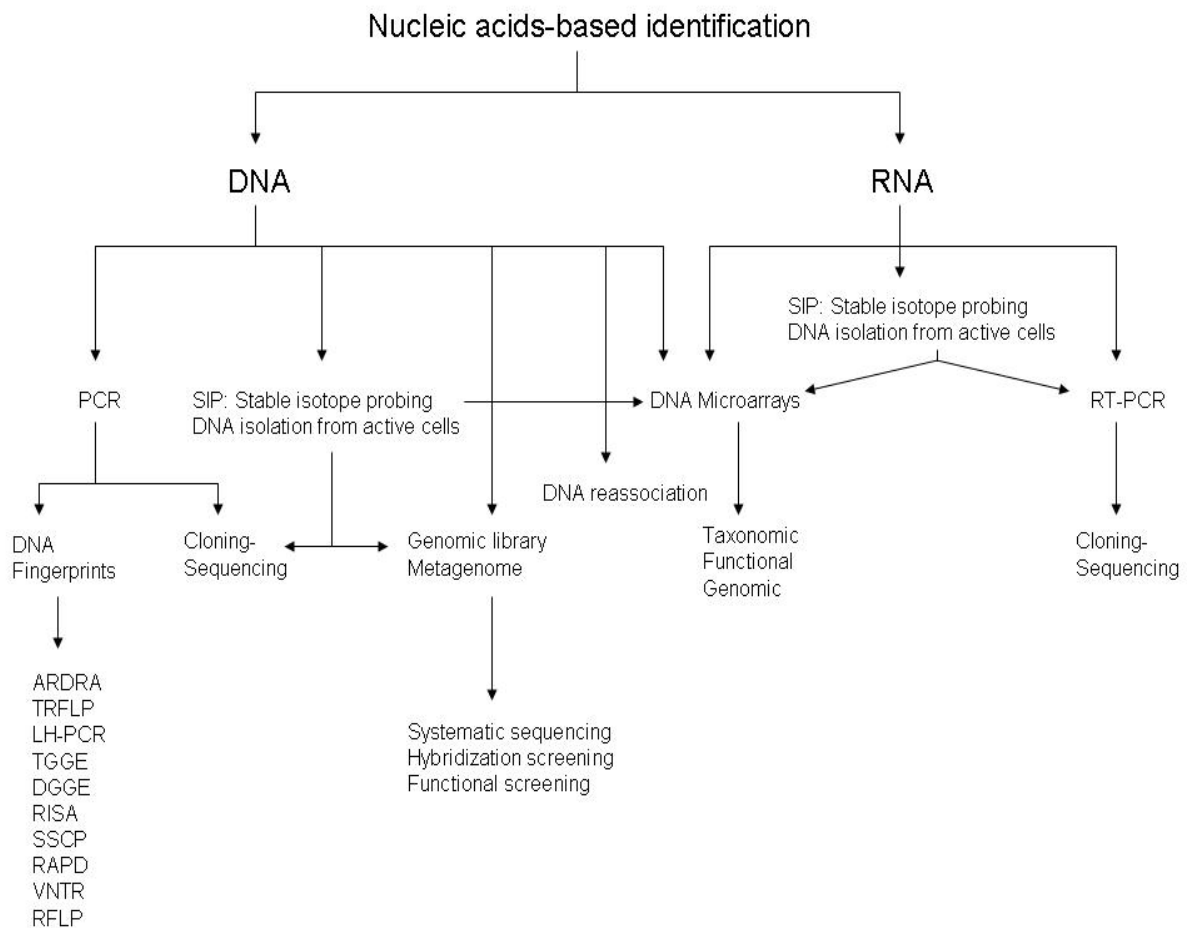 Nucleic acids-based identification
DNA
RNA
SIP: Stable isotope probing
DNA isolation from active cells
PCR
SIP: Stable isotope probing
DNA isolation from active cells
DNA Microarrays
RT-PCR
DNA reassociation
DNA
Fingerprints
Cloning-
Sequencing
Genomic library
Metagenome
Taxonomic
Functional
Genomic
Cloning-
Sequencing
ARDRA
TRFLP
LH-PCR
TGGE
DGGE
RISA
SSCP
RAPD
VNTR
RFLP
Systematic sequencing
Hybridization screening
Functional screening